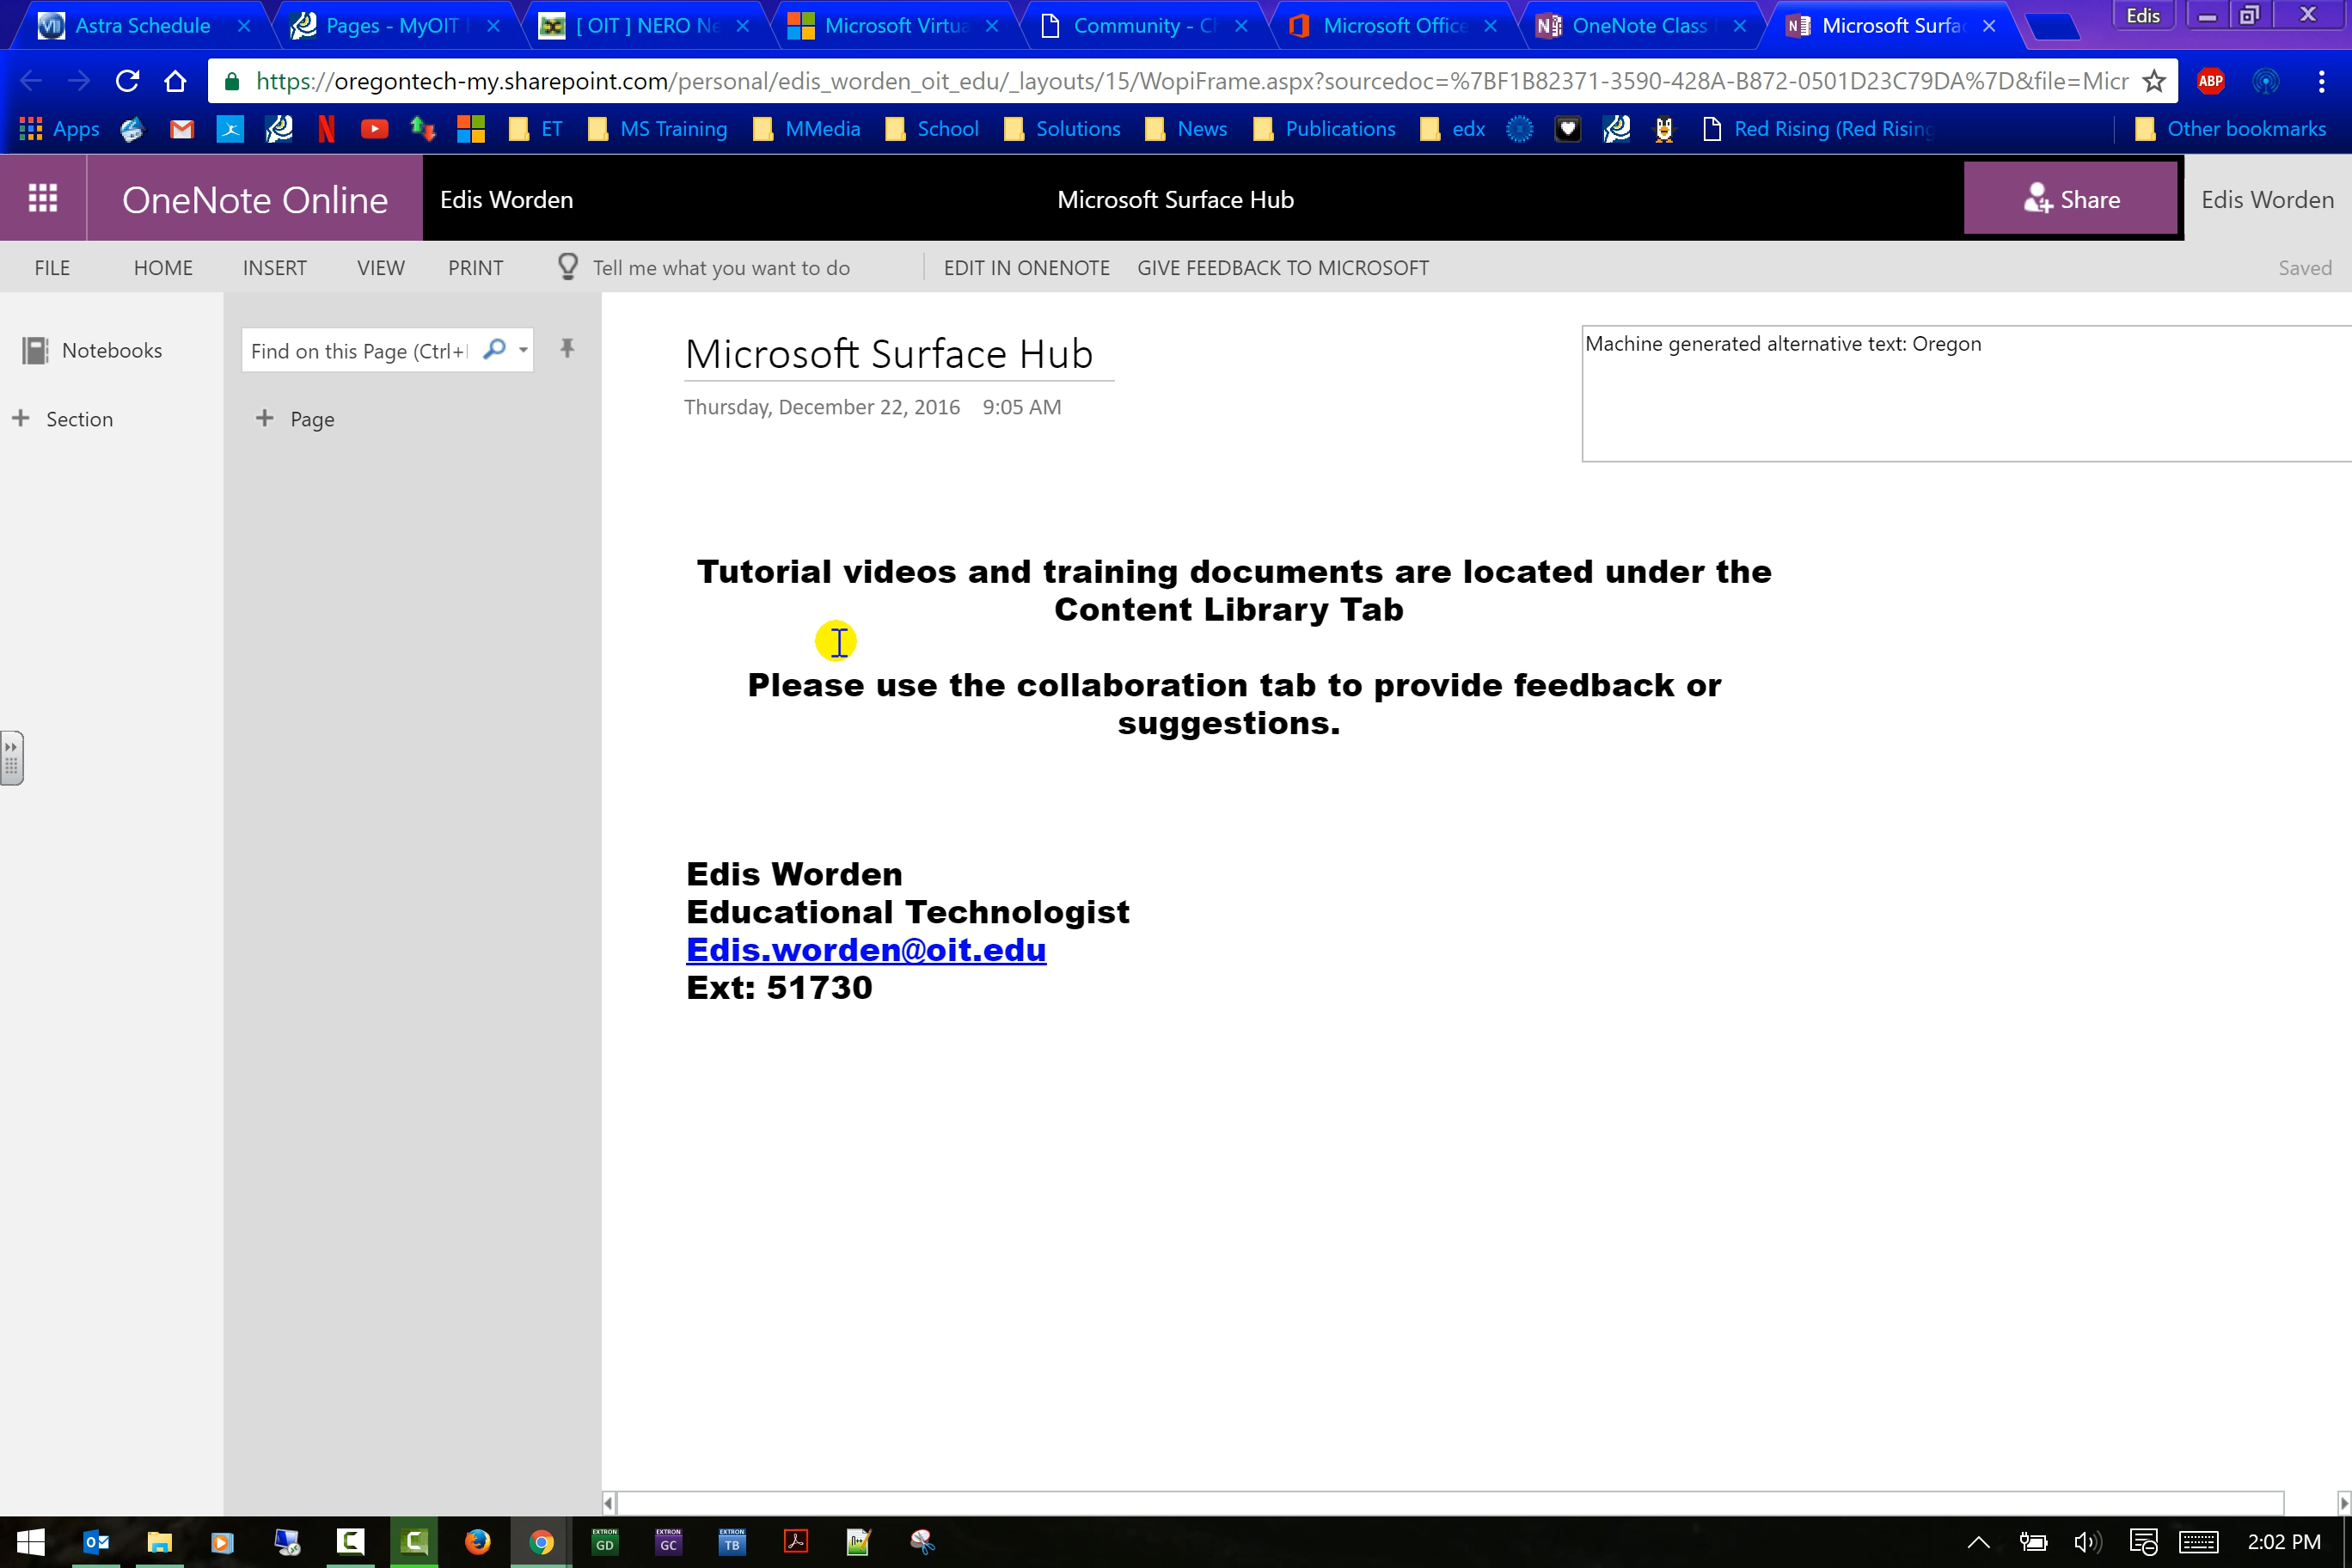 Astra Schedule
Pages - MyOIT
[ OIT ] NERO Ne
Microsoft Virtua
Community - C
Microsoft Office
OneNote Class
Microsoft Surfa
Edis
https://oregontech-my.sharepoint.com/personal/edis_worden_oit_edu/_layouts/15/WopiFrame.aspx?sourcedoc=%7BF1B82371-3590-428A-B872-0501D23C79DA%7D&file=Micr
ABP
Apps
ET
MS Training
MMedia
School
Solutions
News
Publications
edx
Red Rising (Red Rising
Other bookmarks
OneNote Online
Edis Worden
Microsoft Surface Hub
Share
Edis Worden
FILE
HOME
INSERT
VIEW
PRINT
Tell me what you want to do
EDIT IN ONENOTE
GIVE FEEDBACK TO MICROSOFT
Saved
Notebooks
Find on this Page (Ctrl+
+ Section
+ Page
Microsoft Surface Hub
Thursday, December 22, 2016 9:05 AM
Machine generated alternative text: Oregon
Tutorial videos and training documents are located under the
Content Library Tab
Please use the collaboration tab to provide feedback or
suggestions.
Edis Worden
Educational Technologist
Edis.worden@oit.edu
Ext: 51730
EXTRON GD
EXTRON GC
EXTRON TB
2:02 PM